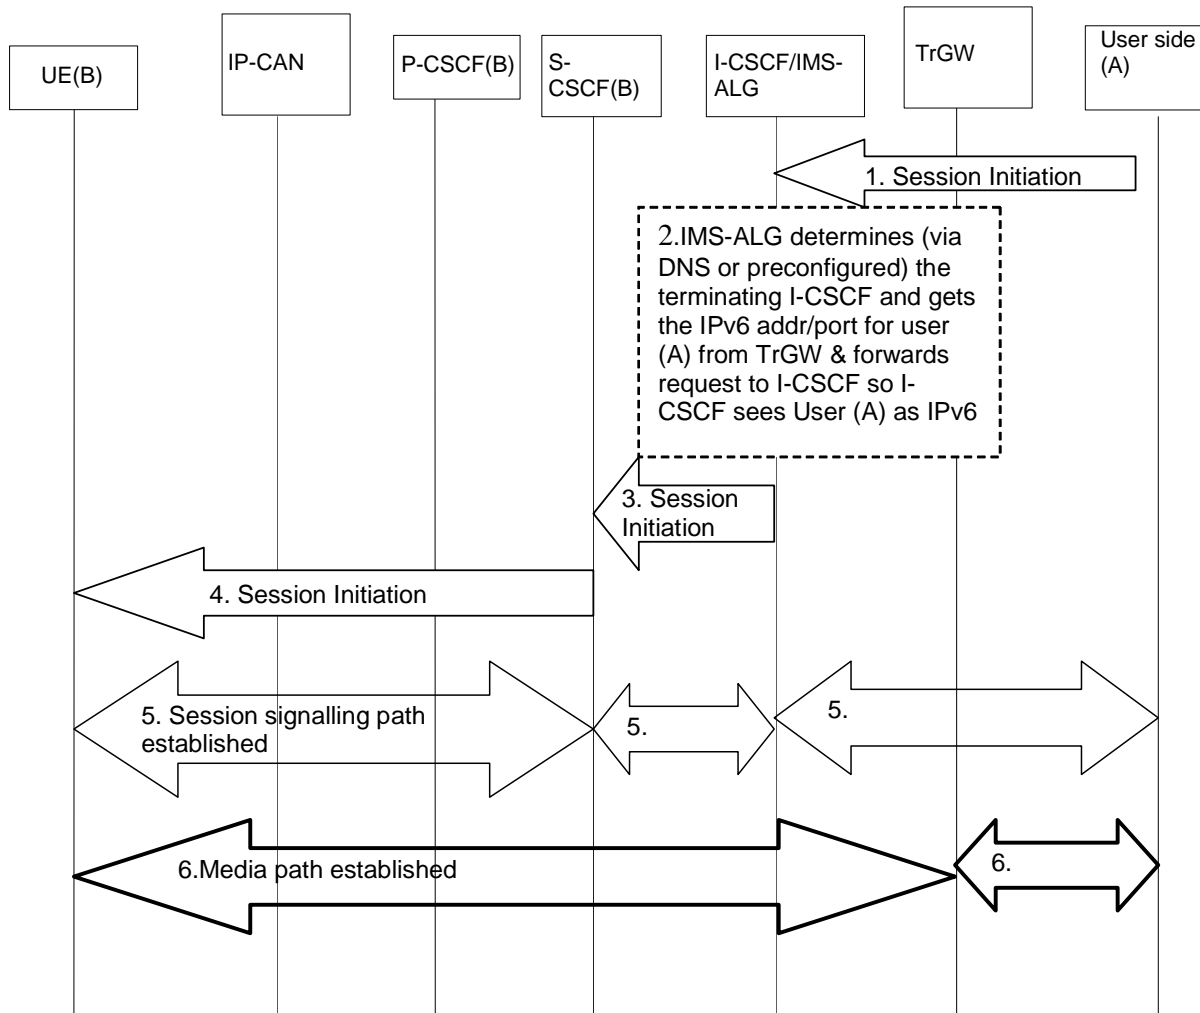 UE(B)
IP-CAN
P-CSCF(B)
S-
CSCF(B)
I-CSCF/IMS-
ALG
TrGW
User side
(A)
1. Session Initiation
2.IMS-ALG determines (via
DNS or preconfigured) the
terminating I-CSCF and gets
the IPv6 addr/port for user
(A) from TrGW & forwards
request to I-CSCF so I-
CSCF sees User (A) as IPv6
3. Session
Initiation
4. Session Initiation
5. Session signalling path
established
5.
5.
6.Media path established
6.